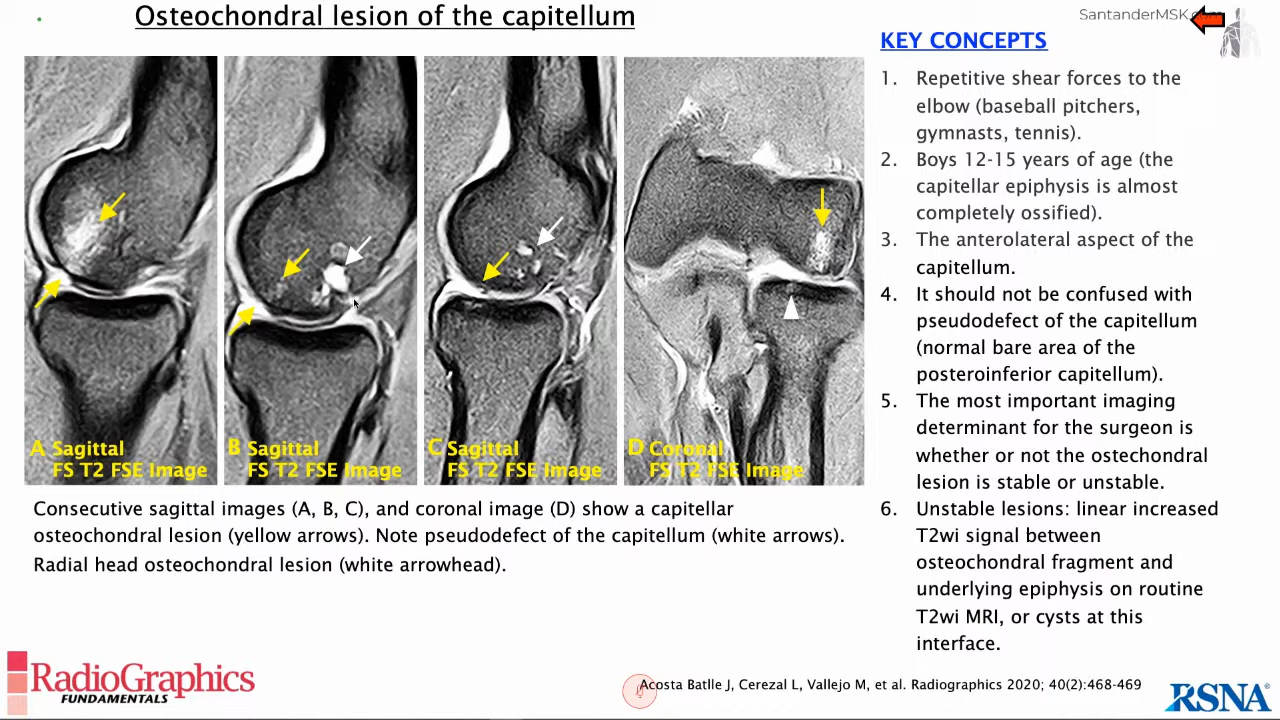 Osteochondral lesion of the capitellum
SantanderMSK.com
KEY CONCEPTS
1. Repetitive shear forces to the
elbow (baseball pitchers,
gymnasts, tennis).
2. Boys 12-15 years of age (the
capitellar epiphysis is almost
completely ossified).
3. The anterolateral aspect of the
capitellum.
4. It should not be confused with
pseudodefect of the capitellum
(normal bare area of the
posteroinferior capitellum).
5. The most important imaging
determinant for the surgeon is
whether or not the ostechondral
lesion is stable or unstable.
6. Unstable lesions: linear increased
T2wi signal between
osteochondral fragment and
underlying epiphysis on routine
T2wi MRI, or cysts at this
interface.
A Sagittal
FS T2 FSE Image
B Sagittal
FS T2 FSE Image
C Sagittal
FS T2 FSE Image
D Coronal
FS T2 FSE Image
Consecutive sagittal images (A, B, C), and coronal image (D) show a capitellar
osteochondral lesion (yellow arrows). Note pseudodefect of the capitellum (white arrows).
Radial head osteochondral lesion (white arrowhead).
RadioGraphics
FUNDAMENTALS
Acosta Batlle J, Cerezal L, Vallejo M, et al. Radiographics 2020; 40(2):468-469
RSNA®